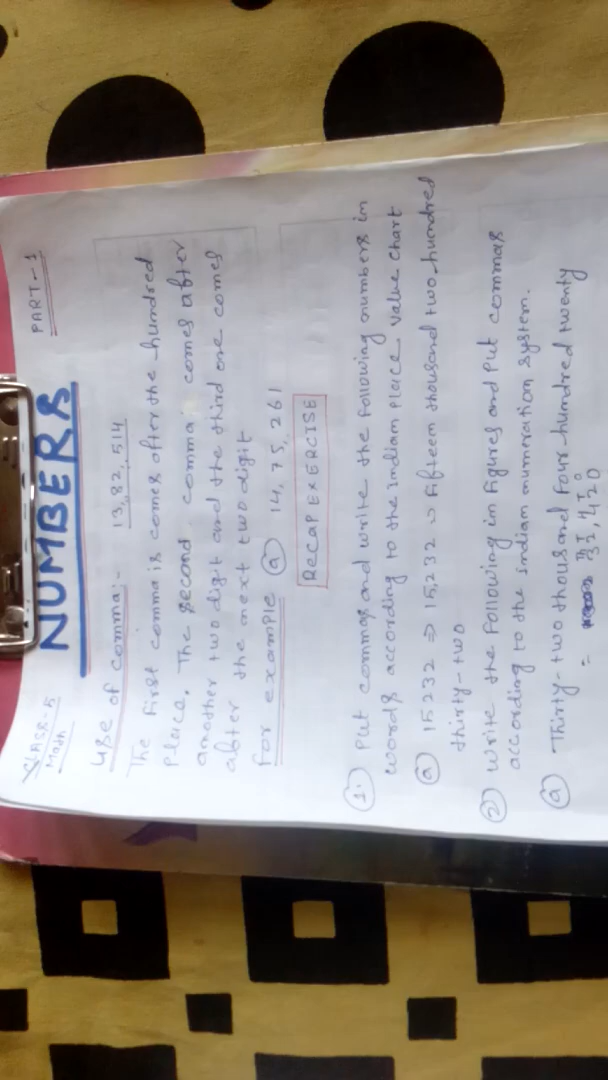 CLASS-5
Math
NUMBERS
PART-1
Use of comma:- 13,82,514
The first comma is comes after the hundred
place. The second comma comes after
another two digit and the third one comes
after the next two digit
For example (a) 14,75,261
RECAP EXERCISE
(1.) Put commas and write the following numbers in
words according to the indian place value chart
(a) 15232 ⇒ 15,232 → fifteen thousand two hundred
thirty-two
(2) Write the following in figures and Put commas
according to the indian numeration system.
(a) Thirty-two thousand four-hundred twenty
= 32,420